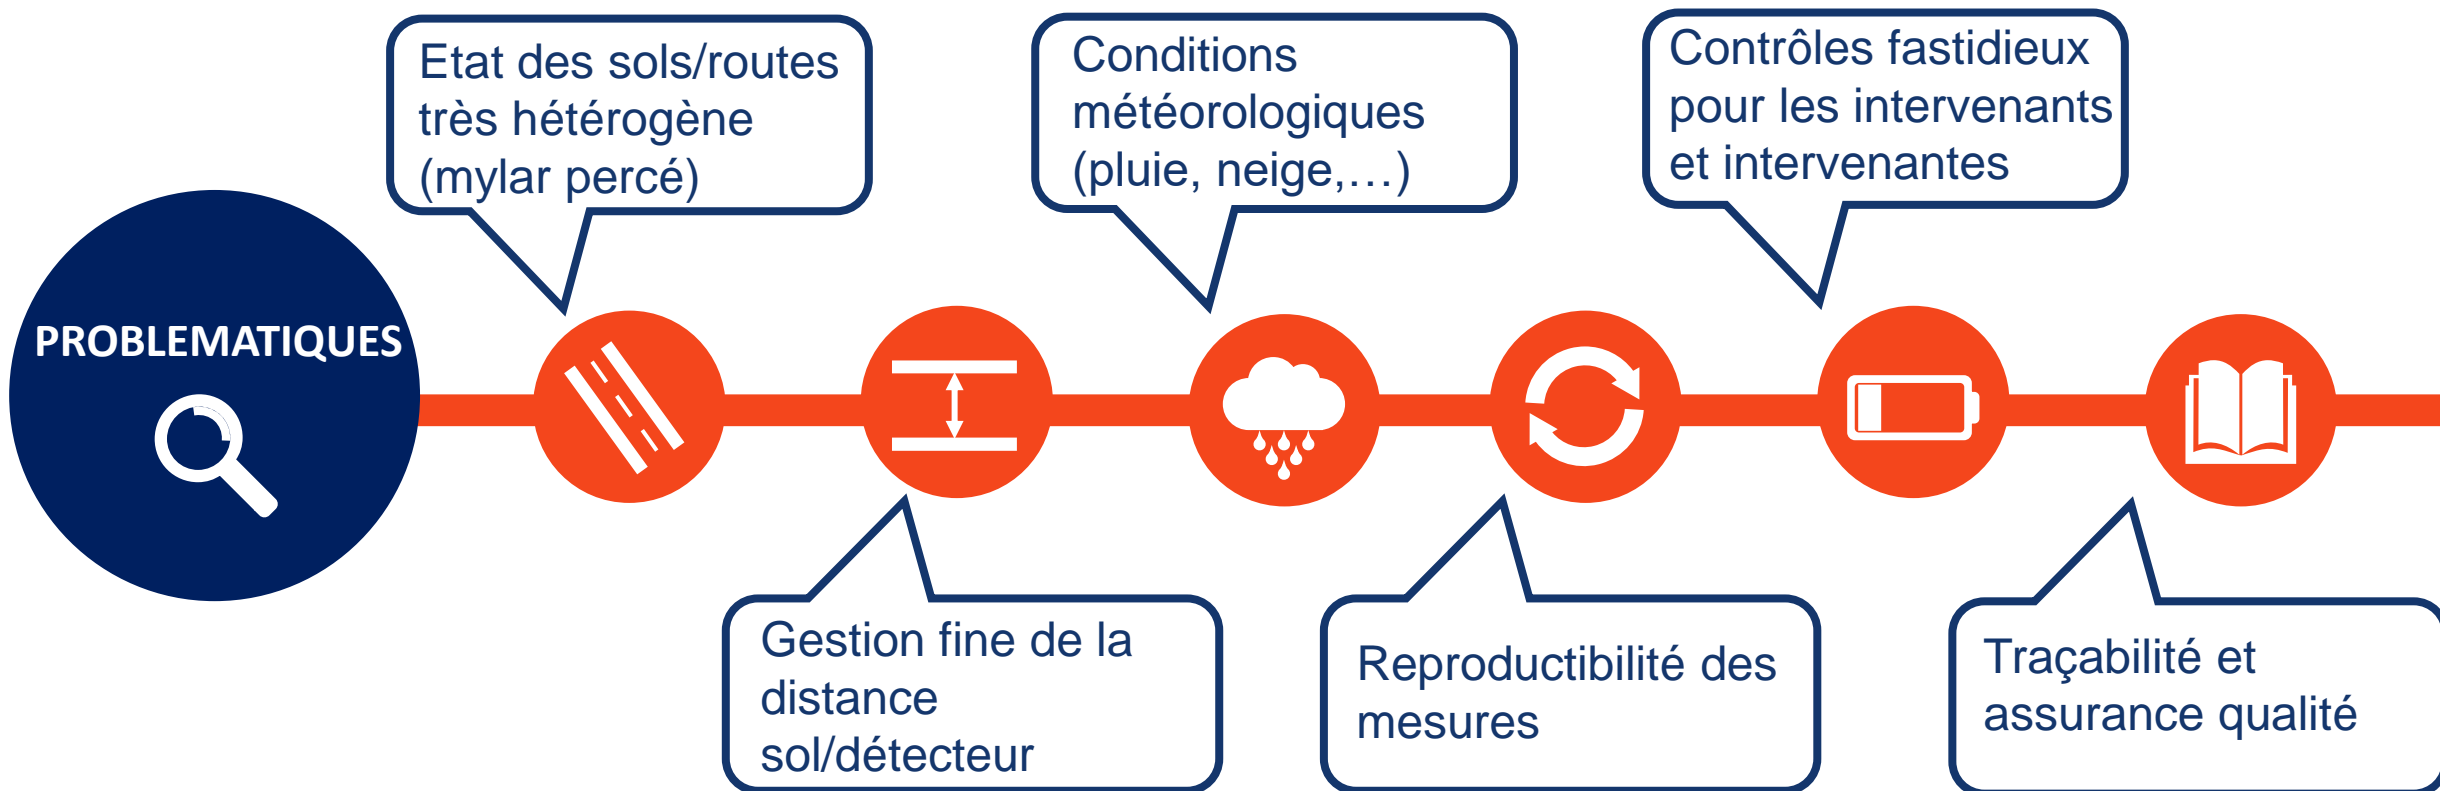 PROBLEMATIQUES
Etat des sols/routes
très hétérogène
(mylar percé)
Gestion fine de la
distance
sol/détecteur
Conditions
météorologiques
(pluie, neige,…)
Reproductibilité des
mesures
Contrôles fastidieux
pour les intervenants
et intervenantes
Traçabilité et
assurance qualité